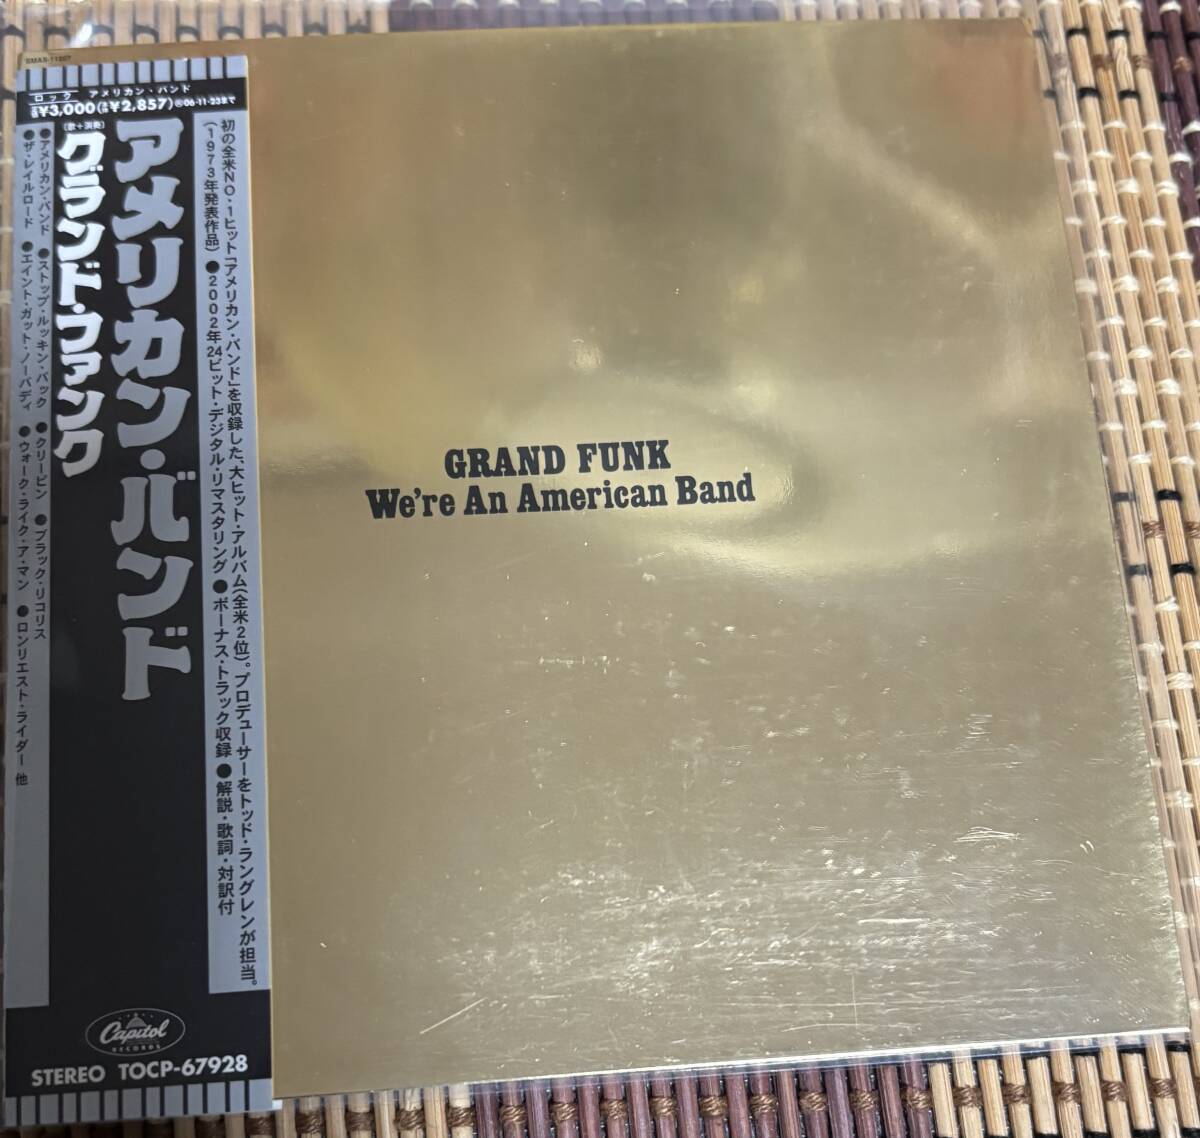 SMAS-11207
ロック アメリカン・バンド
¥3,000(¥2,857)06・11・23まで
初の全米NO.1ヒット「アメリカン・バンド」を収録した、大ヒット・アルバム(全米2位)。プロデューサーをトッド・ラングレンが担当。
(1973年発表作品) ●2002年24ビット・デジタル・リマスタリング ●ボーナス・トラック収録 ●解説・歌詞・対訳付
アメリカン・バンド
(歌+演奏)
グランド・ファンク
●アメリカン・バンド ●ストップ・ルッキン・バック ●クリーピン ●ブラック・リコリス
●ザ・レイルロード ●エイント・ガット・ノーバディ ●ウォーク・ライク・ア・マン ●ロンリエスト・ライダー 他
Capitol
RECORDS
STEREO TOCP-67928
GRAND FUNK
We're An American Band